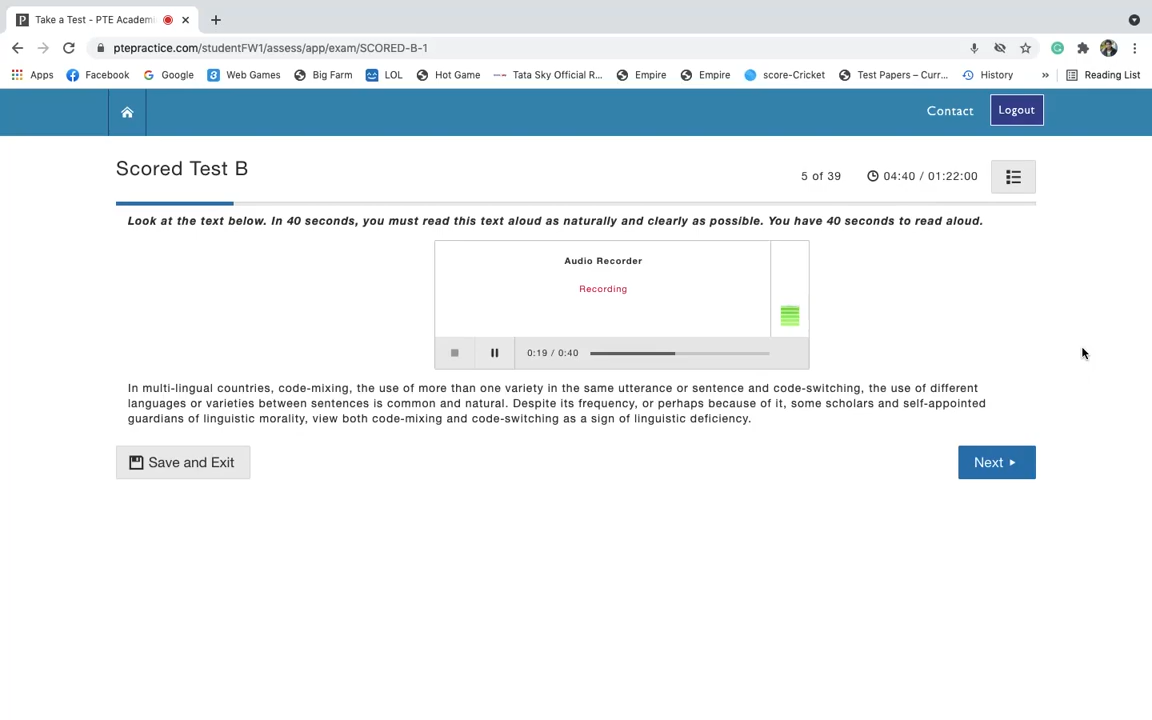 P Take a Test - PTE Academi
ptepractice.com/studentFW1/assess/app/exam/SCORED-B-1
Apps Facebook Google Web Games Big Farm LOL Hot Game Tata Sky Official R... Empire Empire score-Cricket Test Papers – Curr... History » Reading List
Contact Logout
Scored Test B
5 of 39 04:40 / 01:22:00
Look at the text below. In 40 seconds, you must read this text aloud as naturally and clearly as possible. You have 40 seconds to read aloud.
Audio Recorder
Recording
0:19 / 0:40
In multi-lingual countries, code-mixing, the use of more than one variety in the same utterance or sentence and code-switching, the use of different
languages or varieties between sentences is common and natural. Despite its frequency, or perhaps because of it, some scholars and self-appointed
guardians of linguistic morality, view both code-mixing and code-switching as a sign of linguistic deficiency.
Save and Exit Next